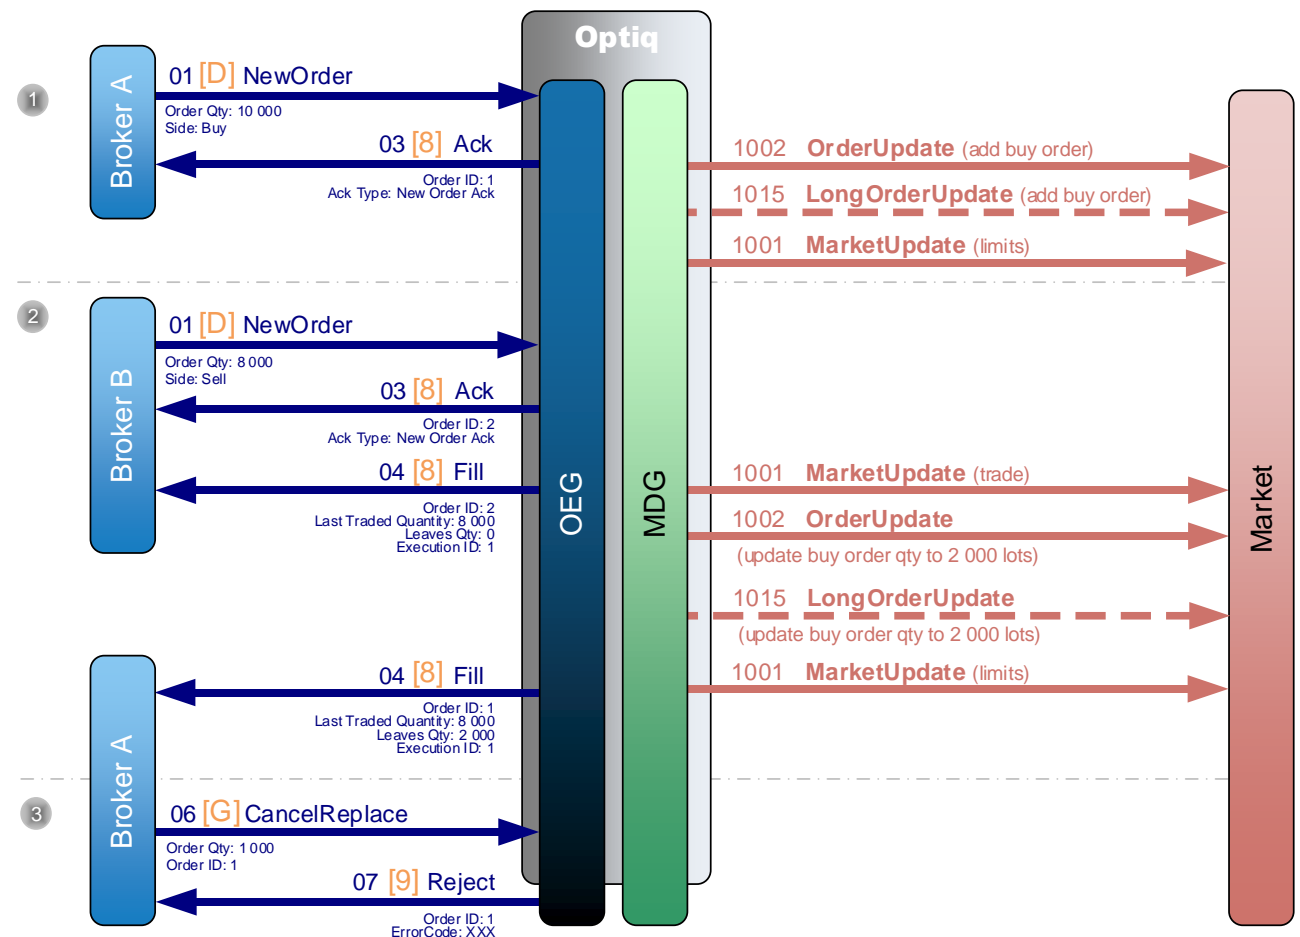 Optiq
1
Broker A
01 [D] NewOrder
Order Qty: 10 000
Side: Buy
03 [8] Ack
Order ID: 1
Ack Type: New Order Ack
1002 OrderUpdate (add buy order)
1015 LongOrderUpdate (add buy order)
1001 MarketUpdate (limits)
2
Broker B
01 [D] NewOrder
Order Qty: 8 000
Side: Sell
03 [8] Ack
Order ID: 2
Ack Type: New Order Ack
04 [8] Fill
Order ID: 2
Last Traded Quantity: 8 000
Leaves Qty: 0
Execution ID: 1
OEG
MDG
Market
1001 MarketUpdate (trade)
1002 OrderUpdate
(update buy order qty to 2 000 lots)
1015 LongOrderUpdate
(update buy order qty to 2 000 lots)
1001 MarketUpdate (limits)
Broker A
04 [8] Fill
Order ID: 1
Last Traded Quantity: 8 000
Leaves Qty: 2 000
Execution ID: 1
3
06 [G] CancelReplace
Order Qty: 1 000
Order ID: 1
07 [9] Reject
Order ID: 1
ErrorCode: XXX